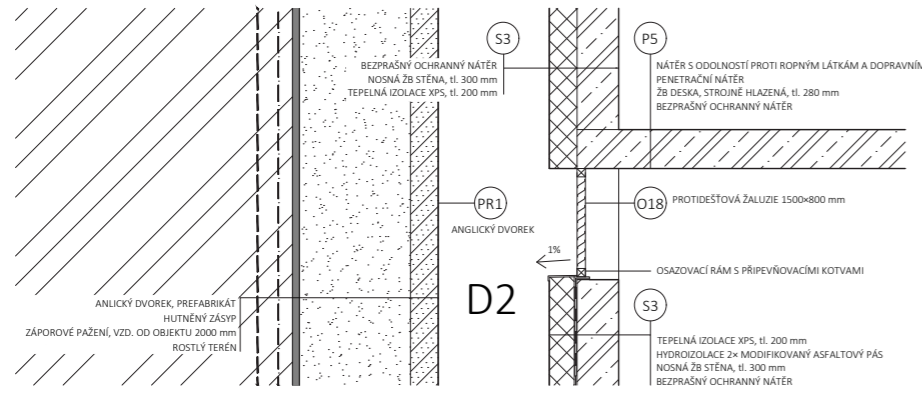 S3
BEZPRAŠNÝ OCHRANNÝ NÁTĚR
NOSNÁ ŽB STĚNA, tl. 300 mm
TEPELNÁ IZOLACE XPS, tl. 200 mm
P5
NÁTĚR S ODOLNOSTÍ PROTI ROPNÝM LÁTKÁM A DOPRAVNÍM
PENETRAČNÍ NÁTĚR
ŽB DESKA, STROJNĚ HLAZENÁ, tl. 280 mm
BEZPRAŠNÝ OCHRANNÝ NÁTĚR
PR1
ANGLICKÝ DVOREK
O18
PROTIDEŠŤOVÁ ŽALUZIE 1500×800 mm
1%
OSAZOVACÍ RÁM S PŘIPEVŇOVACÍMI KOTVAMI
D2
ANLICKÝ DVOREK, PREFABRIKÁT
HUTNĚNÝ ZÁSYP
ZÁPOROVÉ PAŽENÍ, VZD. OD OBJEKTU 2000 mm
ROSTLÝ TERÉN
S3
TEPELNÁ IZOLACE XPS, tl. 200 mm
HYDROIZOLACE 2× MODIFIKOVANÝ ASFALTOVÝ PÁS
NOSNÁ ŽB STĚNA, tl. 300 mm
BEZPRAŠNÝ OCHRANNÝ NÁTĚR